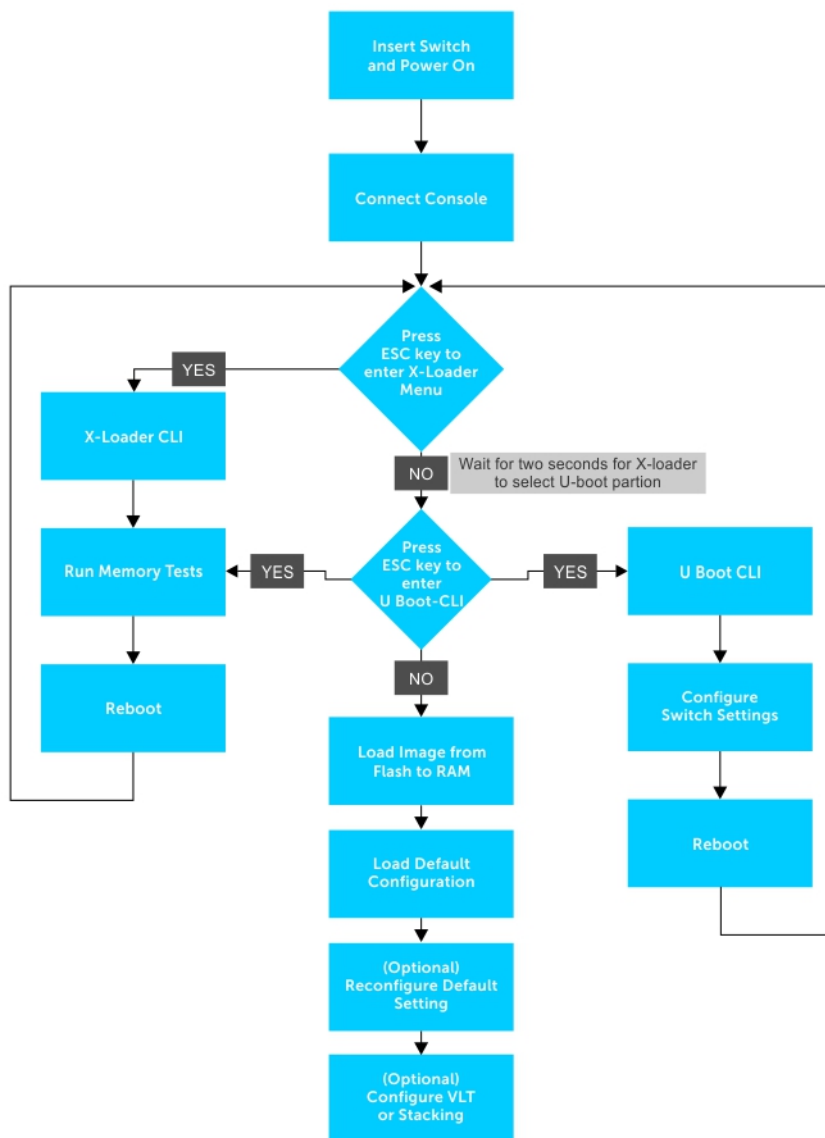 Insert Switch
and Power On
Connect Console
Press
ESC key to
enter X-Loader
Menu
YES
X-Loader CLI
NO
Wait for two seconds for X-loader
to select U-boot partion
Press
ESC key to
enter
U Boot-CLI
YES
Run Memory Tests
YES
U Boot CLI
Reboot
NO
Configure
Switch Settings
Load Image from
Flash to RAM
Reboot
Load Default
Configuration
(Optional)
Reconfigure Default
Setting
(Optional)
Configure VLT
or Stacking